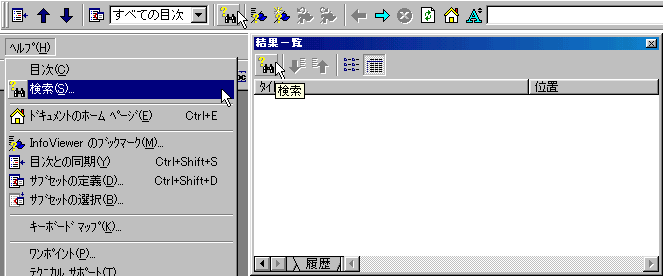 すべての目次
ﾍﾙﾌﾟ(H)
目次(C)
検索(S)...
ﾄﾞｷｭﾒﾝﾄのﾎｰﾑ ﾍﾟｰｼﾞ(E) Ctrl+E
InfoViewer のﾌﾞｯｸﾏｰｸ(M)...
目次との同期(Y) Ctrl+Shift+S
ｻﾌﾞｾｯﾄの定義(D)... Ctrl+Shift+D
ｻﾌﾞｾｯﾄの選択(B)...
ｷｰﾎﾞｰﾄﾞ ﾏｯﾌﾟ(K)...
ﾜﾝﾎﾟｲﾝﾄ(P)...
ﾃｸﾆｶﾙ ｻﾎﾟｰﾄ(T)
結果一覧
検索
位置
履歴